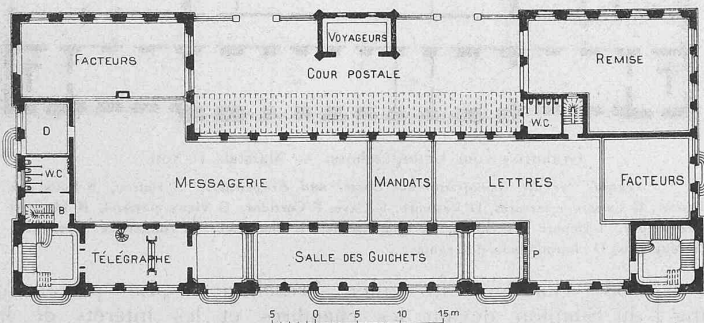 VOYAGEURS
FACTEURS
COUR POSTALE
REMISE
D
W.C.
W.C
MESSAGERIE
MANDATS
LETTRES
FACTEURS
B
TÉLÉGRAPHE
SALLE DES GUICHETS
P
5 0 5 10 15m